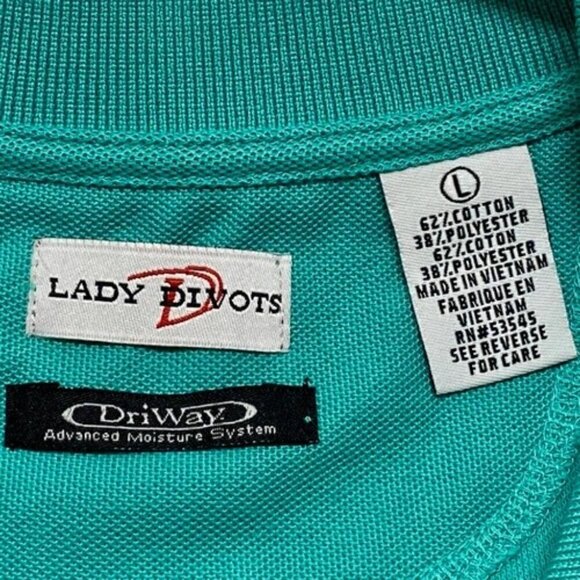 LADY DIVOTS
DriWay
Advanced Moisture System
L
62%COTTON
38%POLYESTER
62%COTON
38%POLYESTER
MADE IN VIETNAM
FABRIQUE EN
VIETNAM
RN#53545
SEE REVERSE
FOR CARE